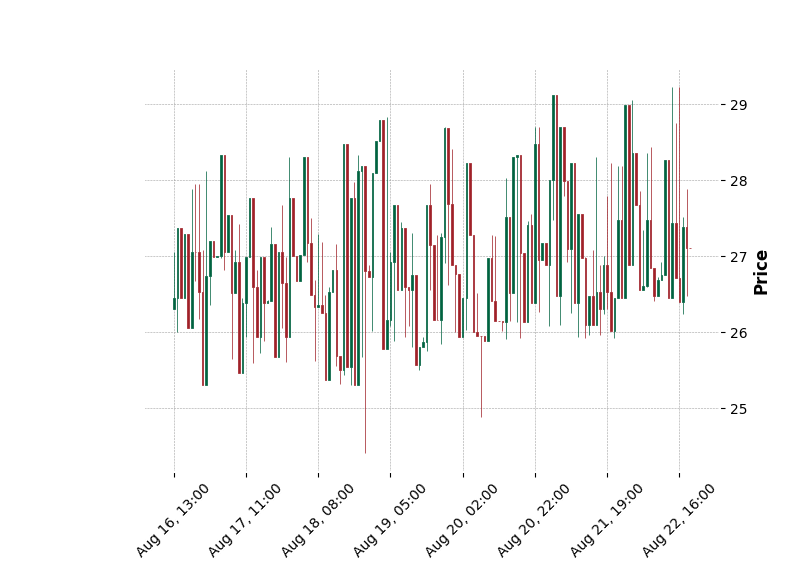 29
28
27
26
25
Price
Aug 16, 13:00
Aug 17, 11:00
Aug 18, 08:00
Aug 19, 05:00
Aug 20, 02:00
Aug 20, 22:00
Aug 21, 19:00
Aug 22, 16:00